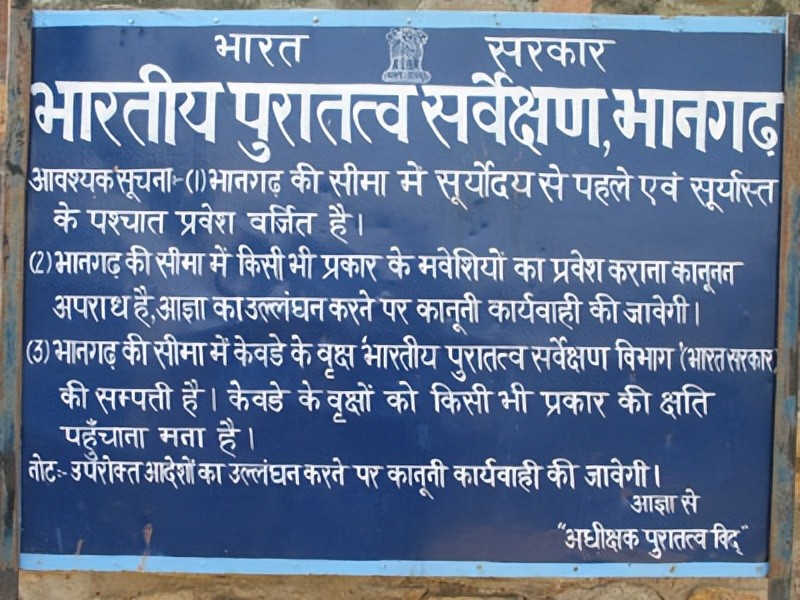 भारत सरकार
भारतीय पुरातत्व सर्वेक्षण, भानगढ़
आवश्यक सूचना:- (1) भानगढ़ की सीमा में सूर्योदय से पहले एवं सूर्यास्त
के पश्चात प्रवेश वर्जित है।
(2) भानगढ़ की सीमा में किसी भी प्रकार के मवेशियों का प्रवेश कराना कानूनन
अपराध है, आज्ञा का उल्लंघन करने पर कानूनी कार्यवाही की जावेगी।
(3) भानगढ़ की सीमा में केवडे के वृक्ष 'भारतीय पुरातत्व सर्वेक्षण विभाग '(भारत सरकार)
की सम्पती है। केवडे के वृक्षों को किसी भी प्रकार की क्षति
पहुँचाना मना है।
नोट:- उपरोक्त आदेशों का उल्लंघन करने पर कानूनी कार्यवाही की जावेगी।
आज्ञा से
"अधीक्षक पुरातत्व विद्"